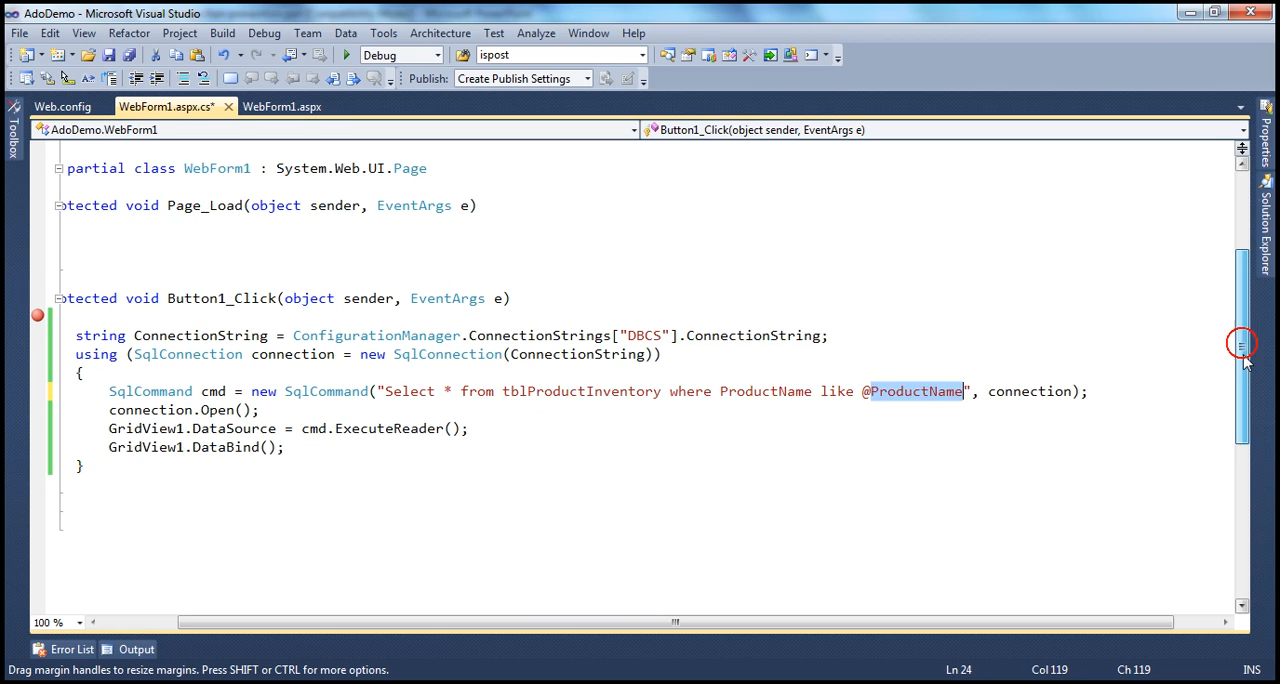 AdoDemo - Microsoft Visual Studio
File Edit View Refactor Project Build Debug Team Data Tools Architecture Test Analyze Window Help
Debug ispost
Publish: Create Publish Settings
Web.config WebForm1.aspx.cs* WebForm1.aspx
AdoDemo.WebForm1 Button1_Click(object sender, EventArgs e)
Toolbox
Properties
Solution Explorer
partial class WebForm1 : System.Web.UI.Page
otected void Page_Load(object sender, EventArgs e)
otected void Button1_Click(object sender, EventArgs e)
string ConnectionString = ConfigurationManager.ConnectionStrings["DBCS"].ConnectionString;
using (SqlConnection connection = new SqlConnection(ConnectionString))
{
SqlCommand cmd = new SqlCommand("Select * from tblProductInventory where ProductName like @ProductName", connection);
connection.Open();
GridView1.DataSource = cmd.ExecuteReader();
GridView1.DataBind();
}
100 %
Error List Output
Drag margin handles to resize margins. Press SHIFT or CTRL for more options. Ln 24 Col 119 Ch 119 INS